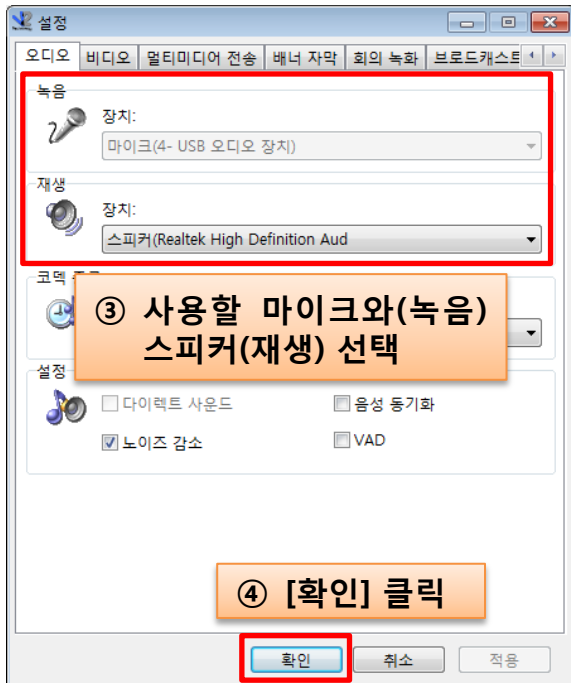 설정
오디오 비디오 멀티미디어 전송 배너 자막 회의 녹화 브로드캐스트
녹음
장치:
마이크(4- USB 오디오 장치)
재생
장치:
스피커(Realtek High Definition Aud
코덱
③ 사용할 마이크와(녹음)
스피커(재생) 선택
설정
다이렉트 사운드 음성 동기화
노이즈 감소 VAD
④ [확인] 클릭
확인 취소 적용